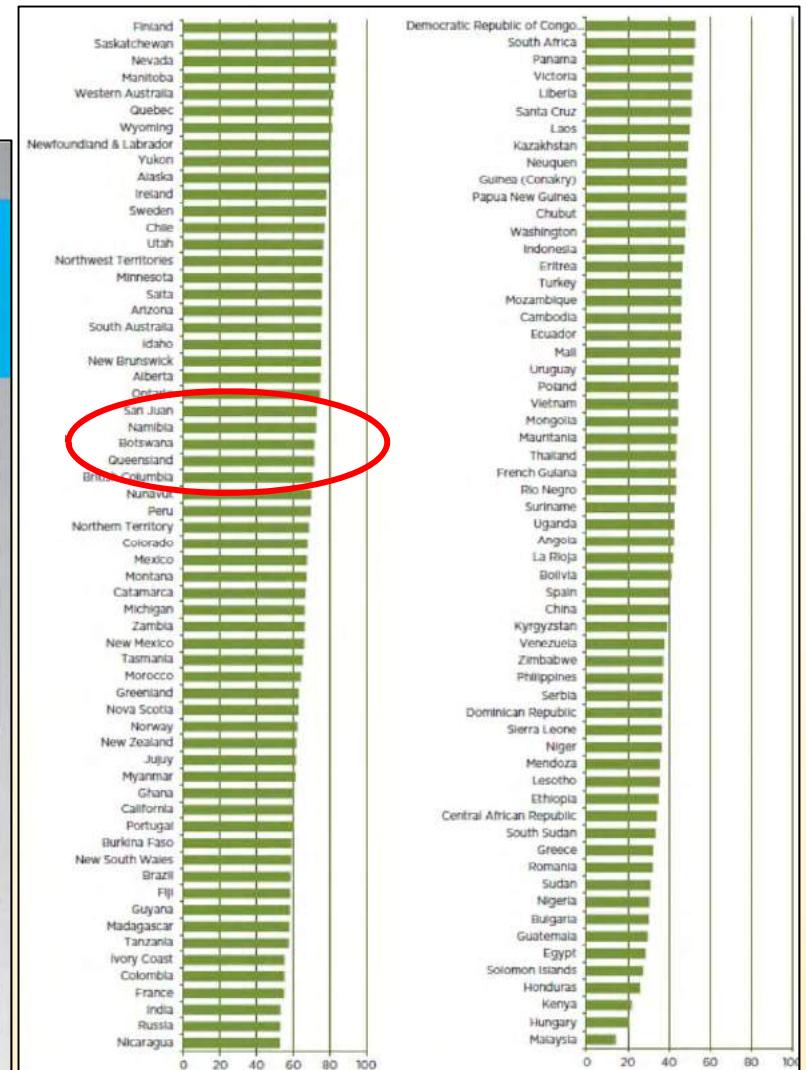 Finland
Saskatchewan
Nevada
Manitoba
Western Australia
Quebec
Wyoming
Newfoundland & Labrador
Yukon
Alaska
Ireland
Sweden
Chile
Utah
Northwest Territories
Minnesota
Salta
Arizona
South Australia
Idaho
New Brunswick
Alberta
Ontario
San Juan
Namibia
Botswana
Queensland
British Columbia
Nunavut
Peru
Northern Territory
Colorado
Mexico
Montana
Catamarca
Michigan
Zambia
New Mexico
Tasmania
Morocco
Greenland
Nova Scotia
Norway
New Zealand
Jujuy
Myanmar
Ghana
California
Portugal
Burkina Faso
New South Wales
Brazil
Fiji
Guyana
Madagascar
Tanzania
Ivory Coast
Colombia
France
India
Russia
Nicaragua
0 20 40 60 80 100
Democratic Republic of Congo...
South Africa
Panama
Victoria
Liberia
Santa Cruz
Laos
Kazakhstan
Neuquen
Guinea (Conakry)
Papua New Guinea
Chubut
Washington
Indonesia
Eritrea
Turkey
Mozambique
Cambodia
Ecuador
Mali
Uruguay
Poland
Vietnam
Mongolia
Mauritania
Thailand
French Guiana
Rio Negro
Suriname
Uganda
Angola
La Rioja
Bolivia
Spain
China
Kyrgyzstan
Venezuela
Zimbabwe
Philippines
Serbia
Dominican Republic
Sierra Leone
Niger
Mendoza
Lesotho
Ethiopia
Central African Republic
South Sudan
Greece
Romania
Sudan
Nigeria
Bulgaria
Guatemala
Egypt
Solomon Islands
Honduras
Kenya
Hungary
Malaysia
0 20 40 60 80 100